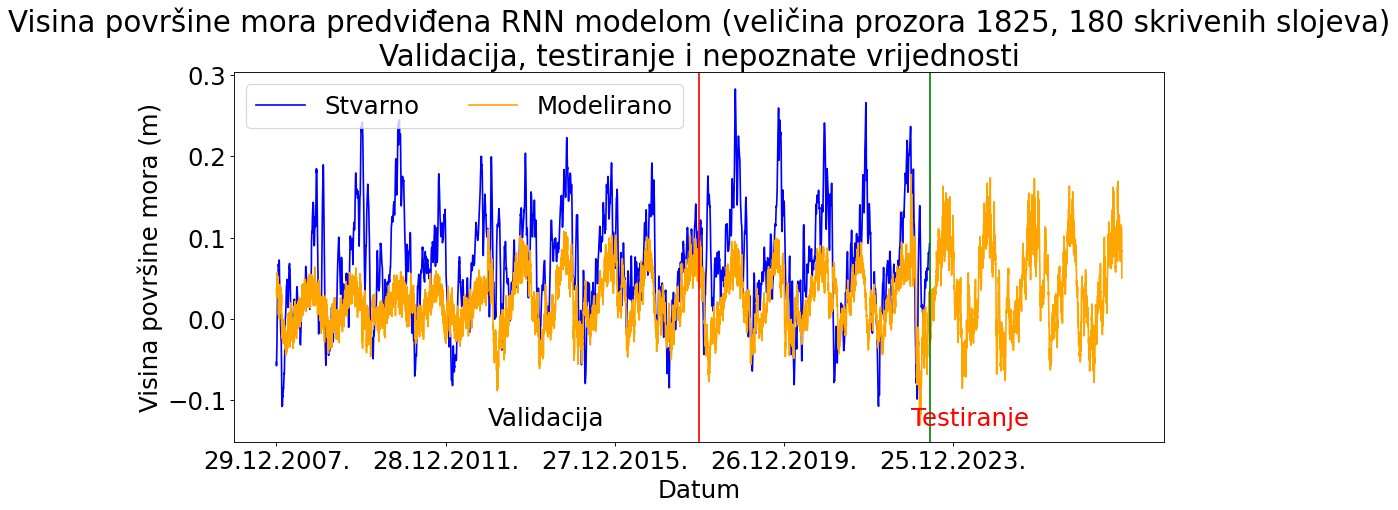 Visina površine mora predviđena RNN modelom (veličina prozora 1825, 180 skrivenih slojeva)
Validacija, testiranje i nepoznate vrijednosti
Stvarno
Modelirano
Visina površine mora (m)
0.3
0.2
0.1
0.0
−0.1
Validacija
Testiranje
29.12.2007.
28.12.2011.
27.12.2015.
26.12.2019.
25.12.2023.
Datum